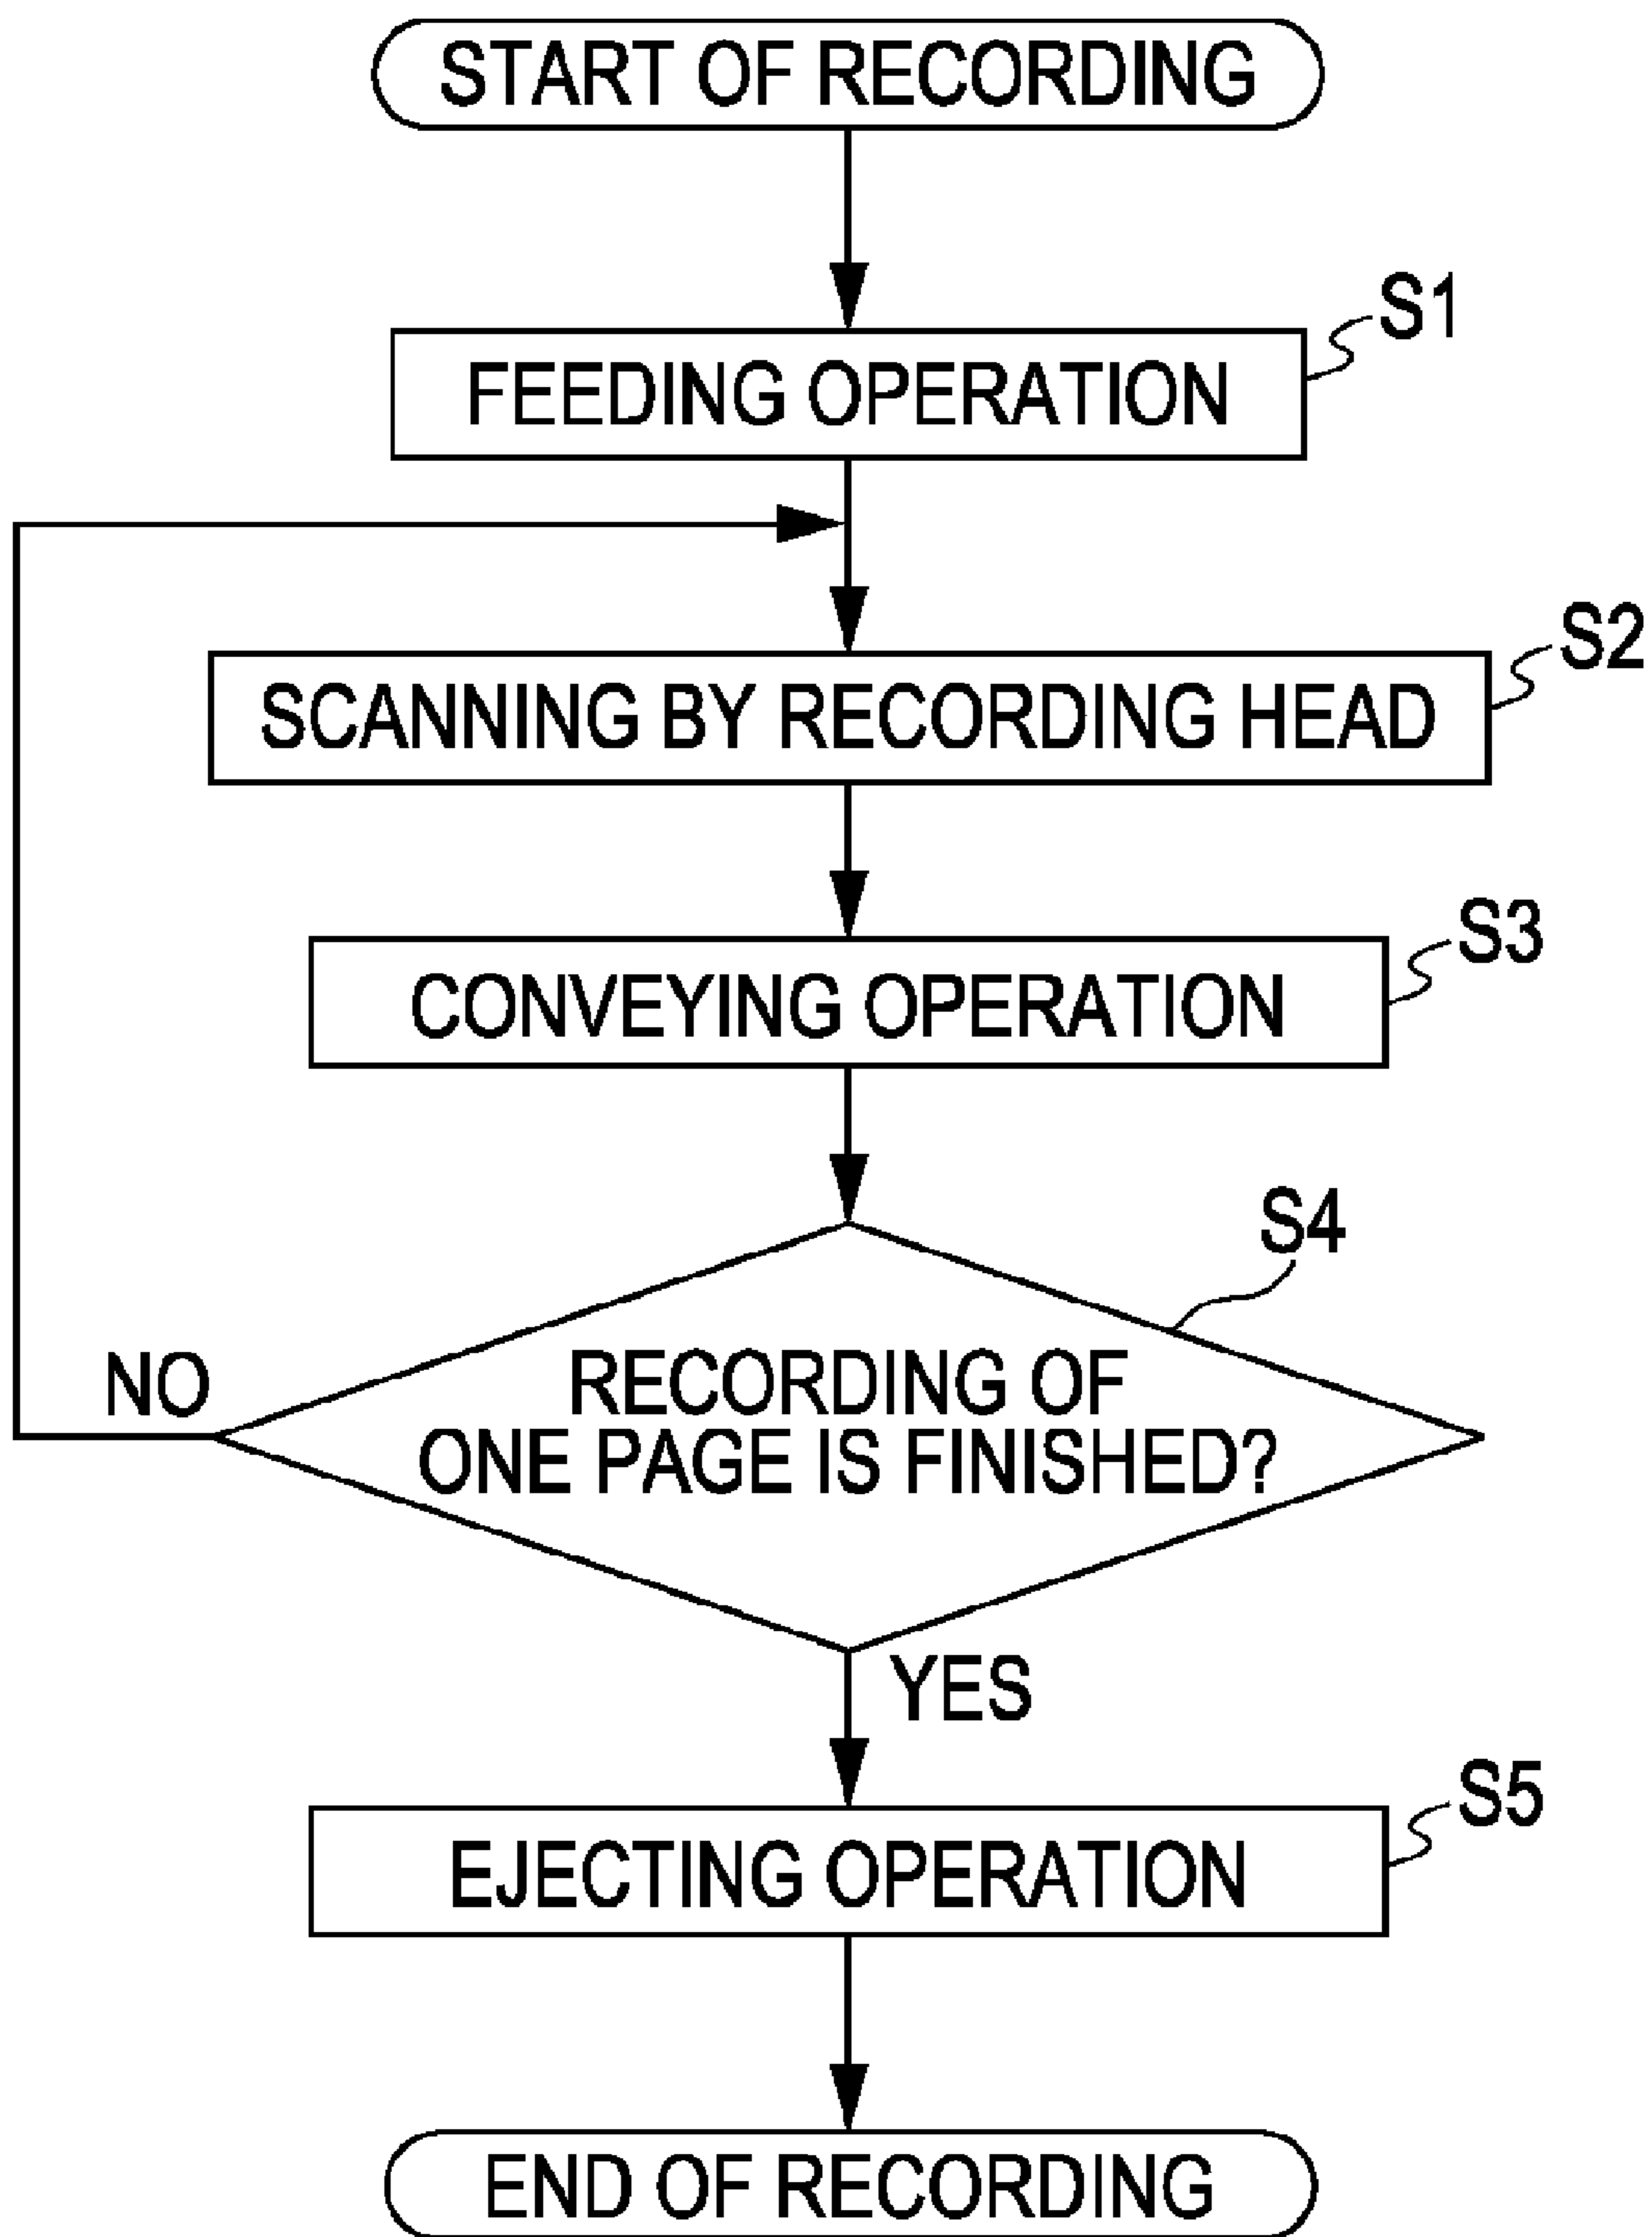 START OF RECORDING
S1
FEEDING OPERATION
S2
SCANNING BY RECORDING HEAD
S3
CONVEYING OPERATION
S4
NO
RECORDING OF
ONE PAGE IS FINISHED?
YES
S5
EJECTING OPERATION
END OF RECORDING